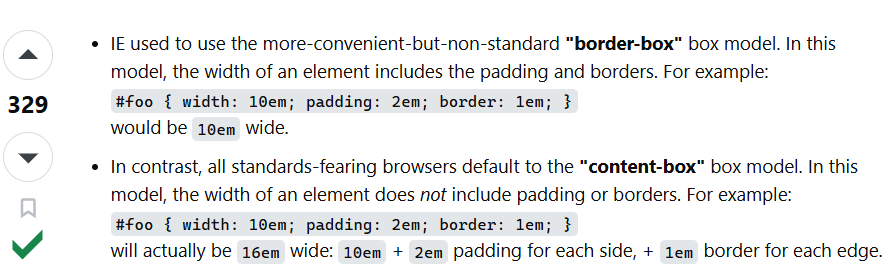 • IE used to use the more-convenient-but-non-standard "border-box" box model. In this
model, the width of an element includes the padding and borders. For example:
#foo { width: 10em; padding: 2em; border: 1em; }
329
would be 10em wide.
• In contrast, all standards-fearing browsers default to the "content-box" box model. In this
model, the width of an element does not include padding or borders. For example:
#foo { width: 10em; padding: 2em; border: 1em; }
will actually be 16em wide: 10em + 2em padding for each side, + 1em border for each edge.